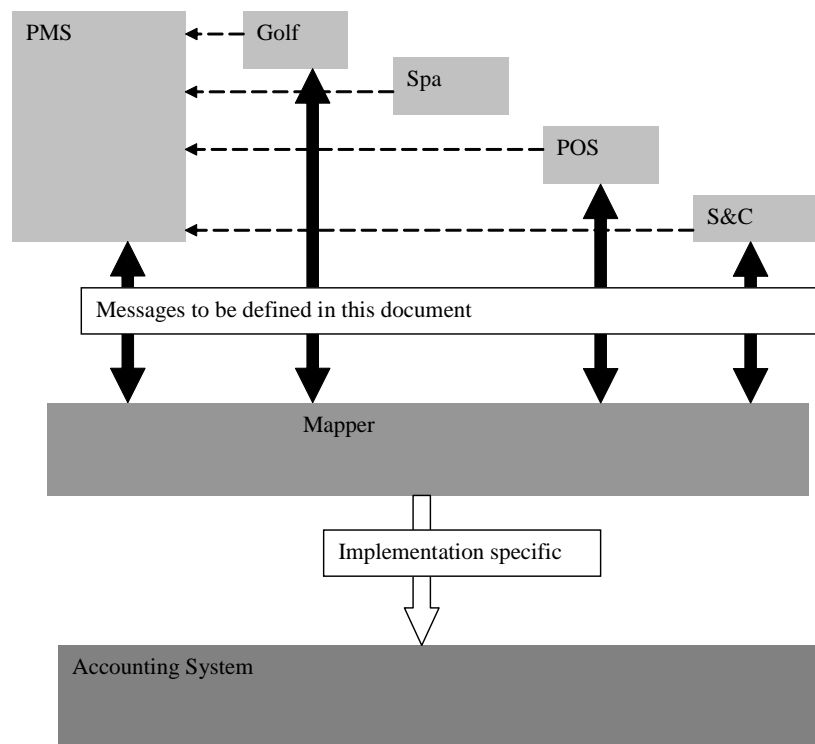 PMS
Golf
Spa
POS
S&C
Messages to be defined in this document
Mapper
Implementation specific
Accounting System